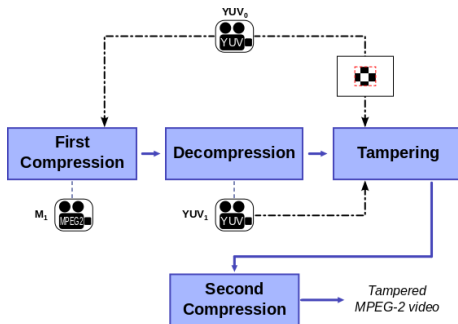 YUV₀
YUV
First
Compression
Decompression
Tampering
M₁
MPEG2
YUV₁
YUV
Second
Compression
Tampered
MPEG-2 video